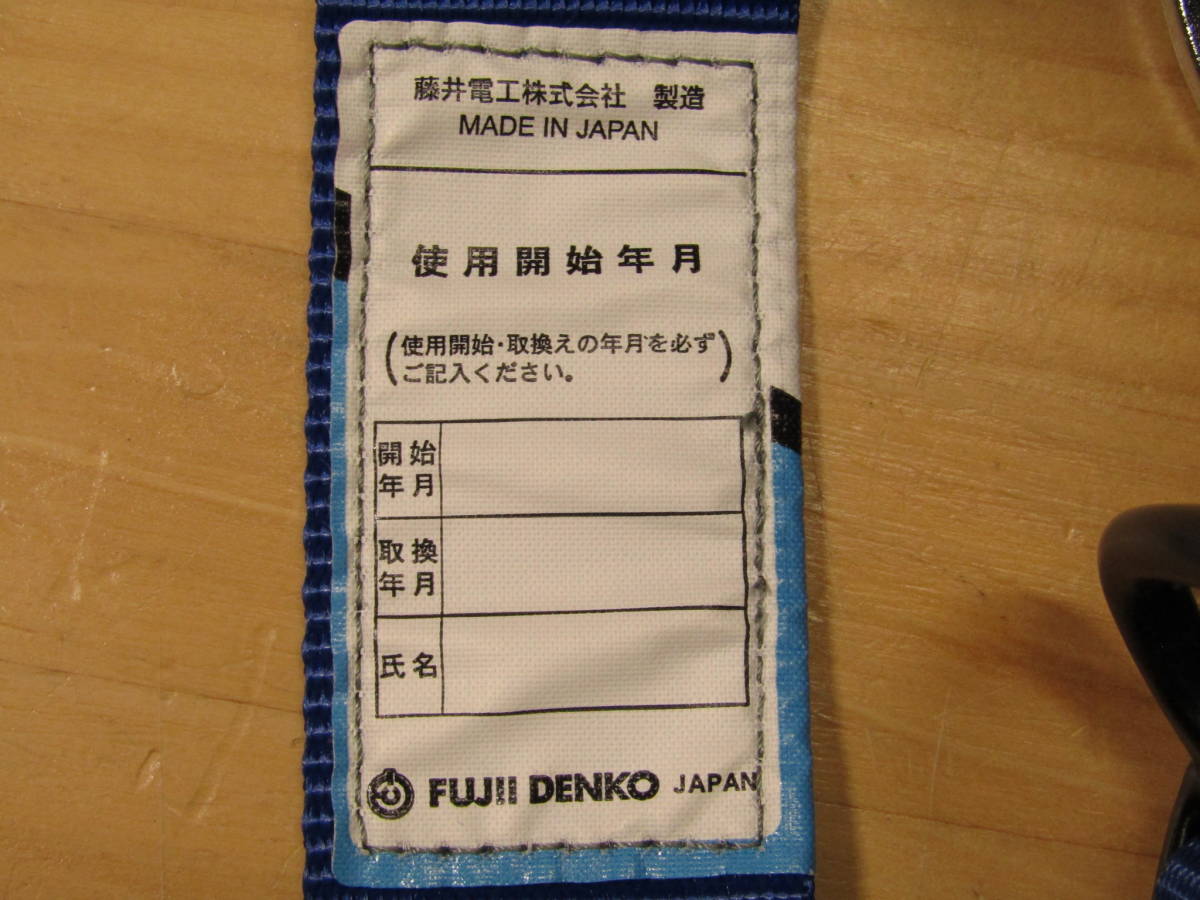 藤井電工株式会社　製造
MADE IN JAPAN
使用開始年月
(使用開始・取換えの年月を必ず
ご記入ください。)
開始
年月
取換
年月
氏名
FUJII DENKO JAPAN